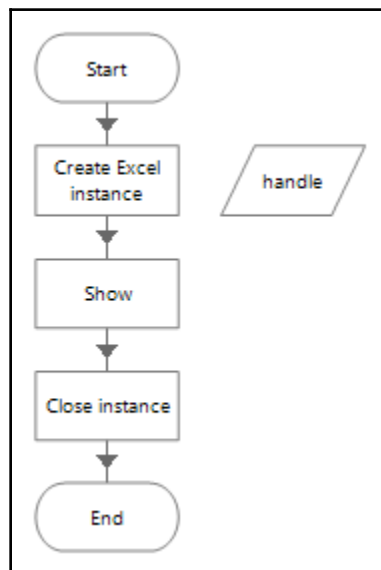 Start
Create Excel
instance
handle
Show
Close instance
End